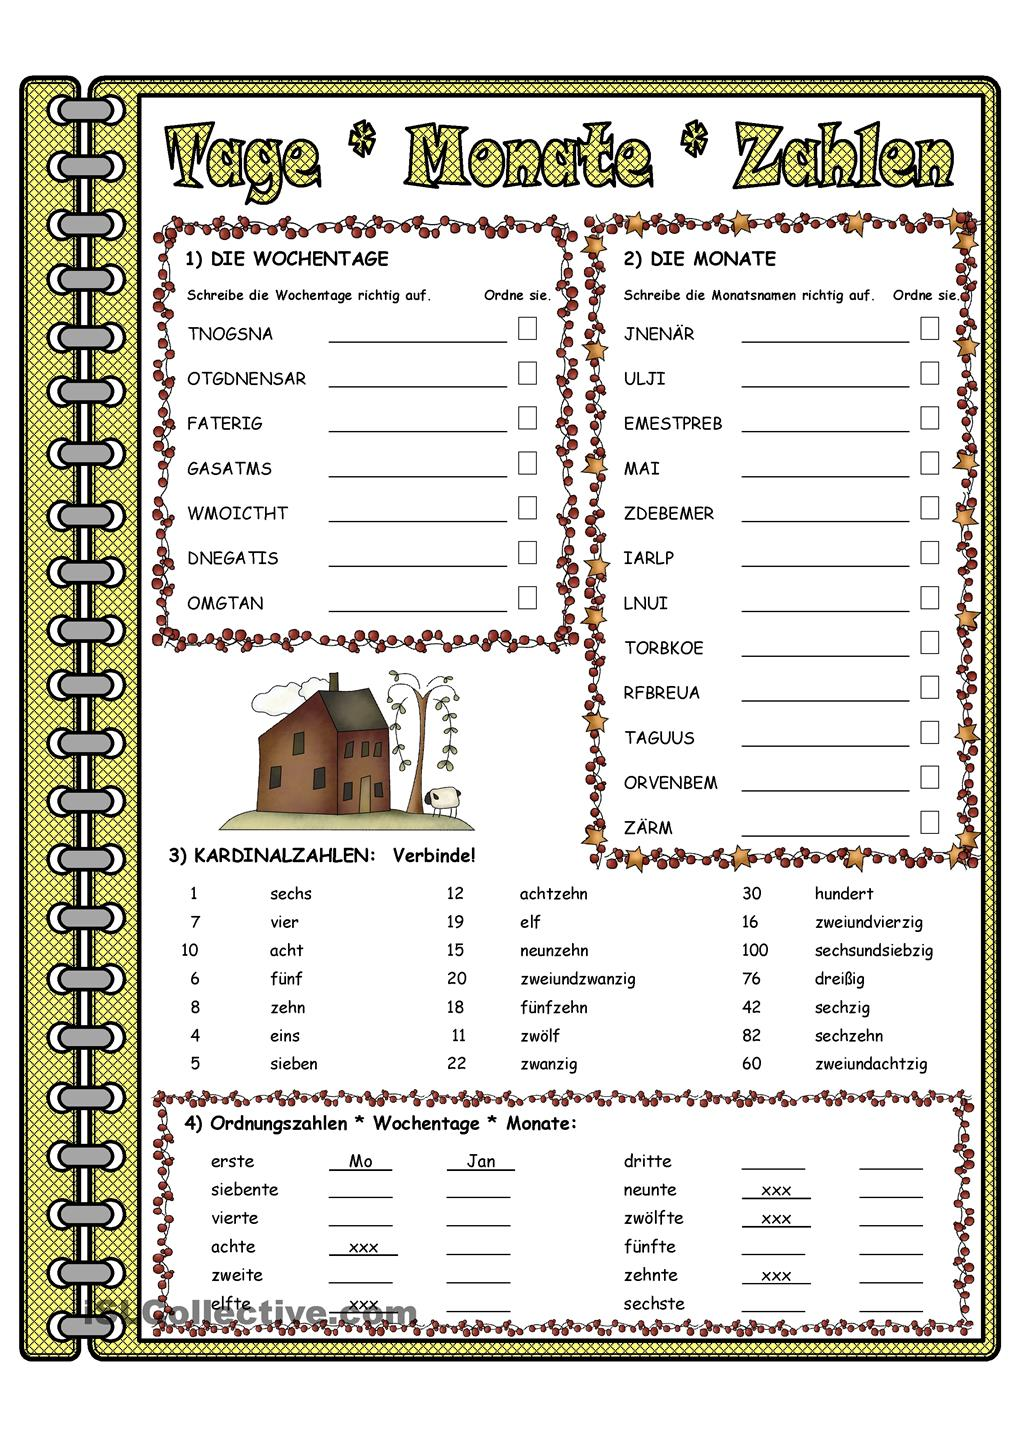 Tage * Monate * Zahlen
1) DIE WOCHENTAGE
Schreibe die Wochentage richtig auf. Ordne sie.
TNOGSNA
OTGDNENSAR
FATERIG
GASATMS
WMOICTHT
DNEGATIS
OMGTAN
2) DIE MONATE
Schreibe die Monatsnamen richtig auf. Ordne sie.
JNENÄR
ULJI
EMESTPREB
MAI
ZDEBEMER
IARLP
LNUI
TORBKOE
RFBREUA
TAGUUS
ORVENBEM
ZÄRM
3) KARDINALZAHLEN: Verbinde!
1 sechs 12 achtzehn 30 hundert
7 vier 19 elf 16 zweiundvierzig
10 acht 15 neunzehn 100 sechsundsiebzig
6 fünf 20 zweiundzwanzig 76 dreißig
8 zehn 18 fünfzehn 42 sechzig
4 eins 11 zwölf 82 sechzehn
5 sieben 22 zwanzig 60 zweiundachtzig
4) Ordnungszahlen * Wochentage * Monate:
erste Mo Jan dritte
siebente neunte xxx
vierte zwölfte xxx
achte xxx fünfte
zweite zehnte xxx
elfte xxx sechste
iSLCollective.com